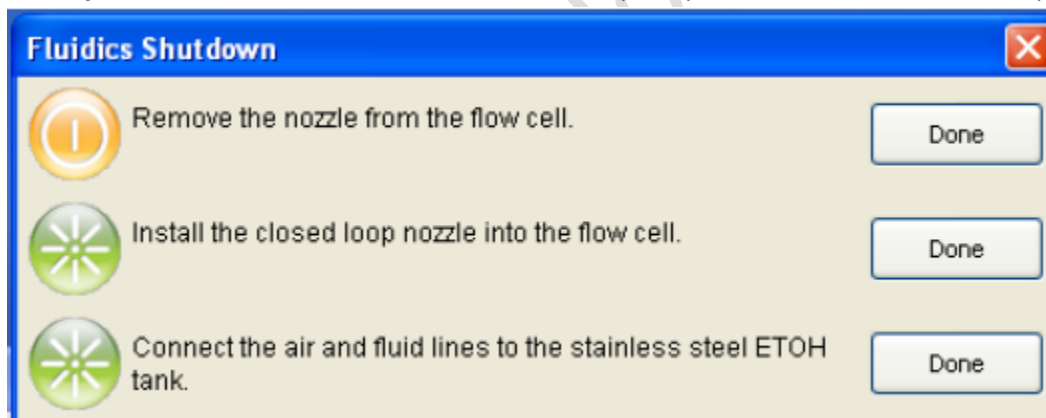 Fluidics Shutdown
Remove the nozzle from the flow cell.
Done
Install the closed loop nozzle into the flow cell.
Done
Connect the air and fluid lines to the stainless steel ETOH
tank.
Done